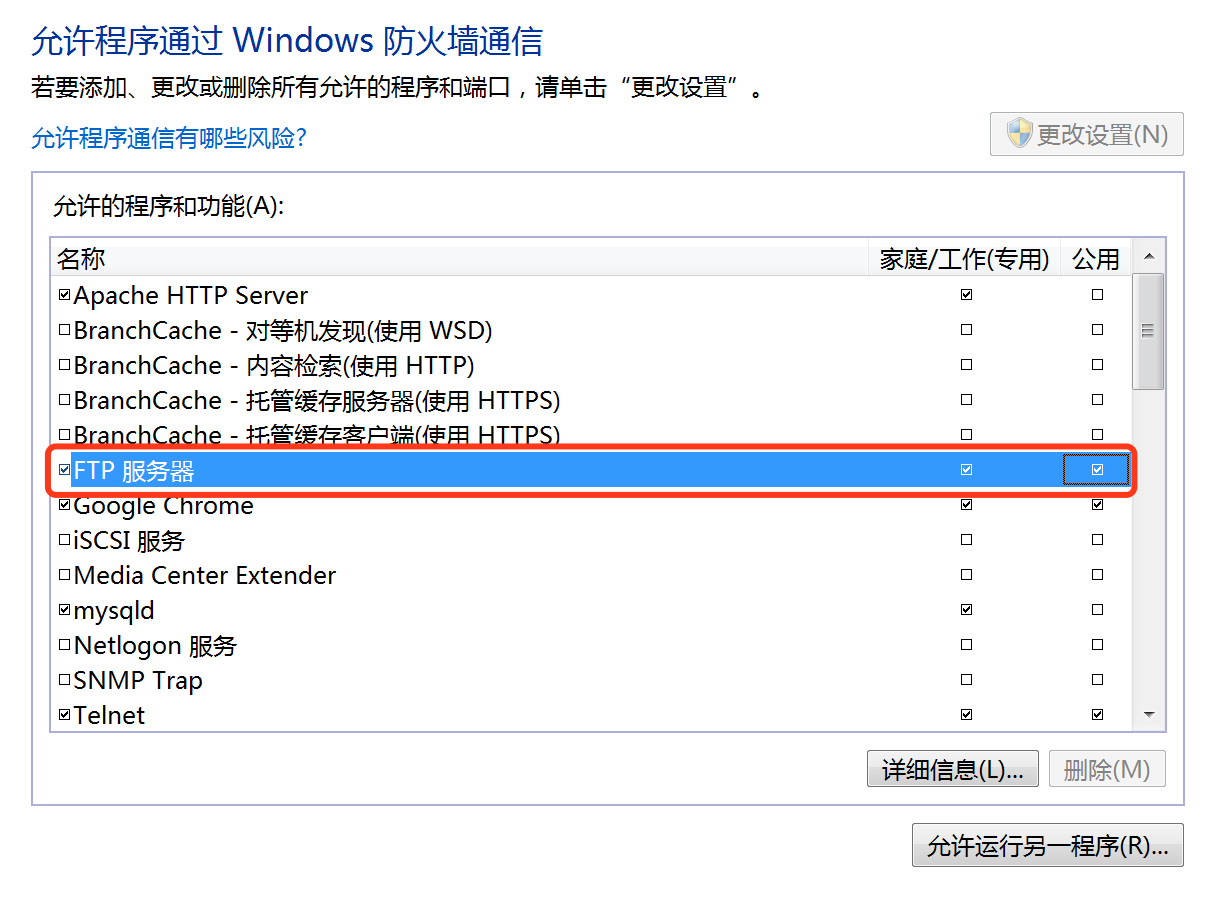 允许程序通过 Windows 防火墙通信
若要添加、更改或删除所有允许的程序和端口，请单击“更改设置”。
允许程序通信有哪些风险?
更改设置(N)
允许的程序和功能(A):
名称 家庭/工作(专用) 公用
Apache HTTP Server
BranchCache - 对等机发现(使用 WSD)
BranchCache - 内容检索(使用 HTTP)
BranchCache - 托管缓存服务器(使用 HTTPS)
BranchCache - 托管缓存客户端(使用 HTTPS)
FTP 服务器
Google Chrome
iSCSI 服务
Media Center Extender
mysqld
Netlogon 服务
SNMP Trap
Telnet
详细信息(L)... 删除(M)
允许运行另一程序(R)...